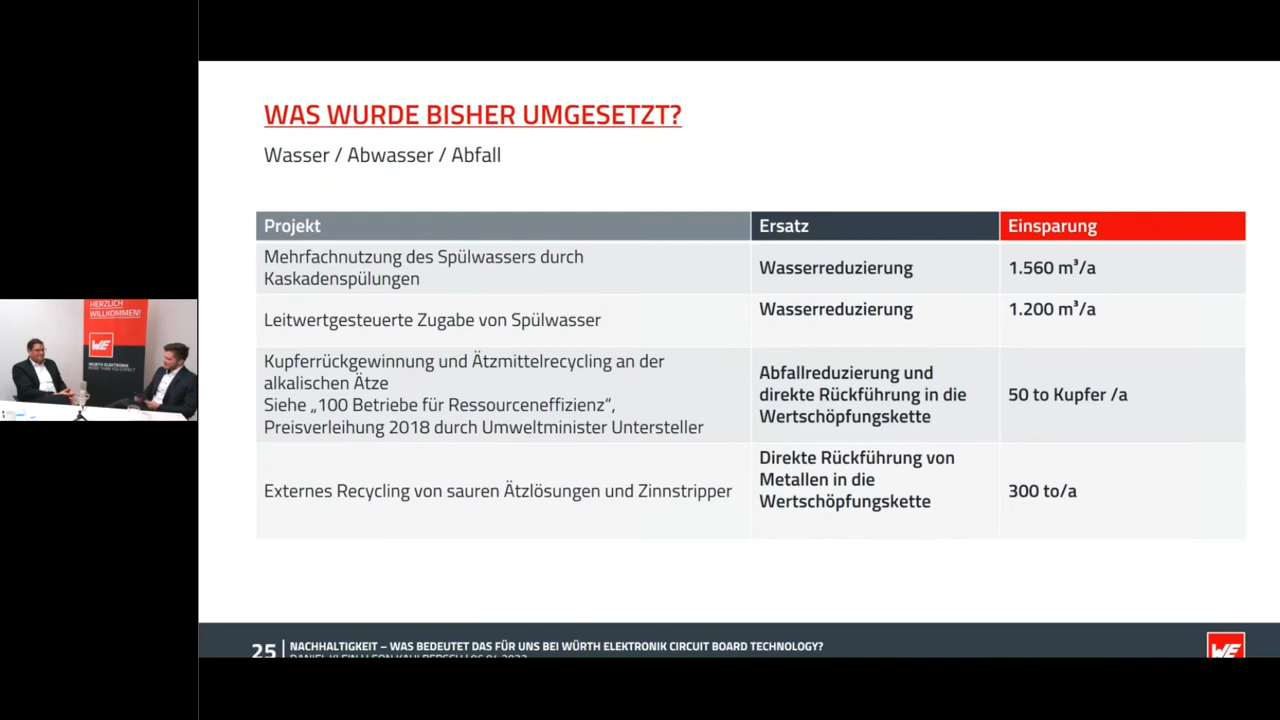 WAS WURDE BISHER UMGESETZT?
Wasser / Abwasser / Abfall
Projekt Ersatz Einsparung
Mehrfachnutzung des Spülwassers durch
Kaskadenspülungen
Wasserreduzierung
1.560 m³/a
Leitwertgesteuerte Zugabe von Spülwasser
Wasserreduzierung
1.200 m³/a
Kupferrückgewinnung und Ätzmittelrecycling an der
alkalischen Ätze
Siehe „100 Betriebe für Ressourceneffizienz“,
Preisverleihung 2018 durch Umweltminister Untersteller
Abfallreduzierung und
direkte Rückführung in die
Wertschöpfungskette
50 to Kupfer /a
Externes Recycling von sauren Ätzlösungen und Zinnstripper
Direkte Rückführung von
Metallen in die
Wertschöpfungskette
300 to/a
HERZLICH
WILLKOMMEN!
WE
WÜRTH ELEKTRONIK
MORE THAN YOU EXPECT
25 NACHHALTIGKEIT – WAS BEDEUTET DAS FÜR UNS BEI WÜRTH ELEKTRONIK CIRCUIT BOARD TECHNOLOGY?
WE